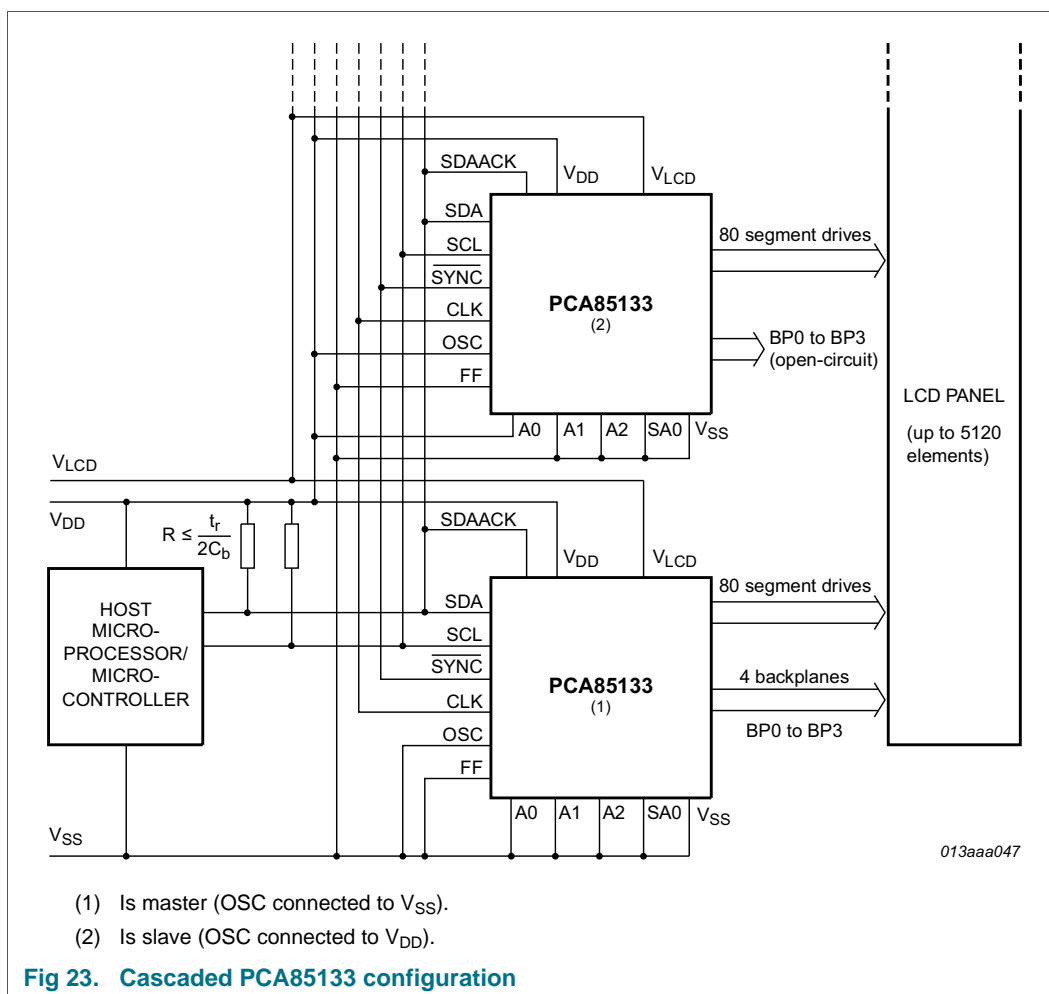 SDAACK
VDD
VLCD
SDA
SCL
SYNC
CLK
OSC
FF
PCA85133
(2)
80 segment drives
BP0 to BP3
(open-circuit)
A0 A1 A2 SA0 VSS
LCD PANEL
(up to 5120
elements)
VLCD
VDD
R ≤ tr
2Cb
HOST
MICRO-
PROCESSOR/
MICRO-
CONTROLLER
SDAACK
VDD
VLCD
SDA
SCL
SYNC
CLK
OSC
FF
PCA85133
(1)
80 segment drives
4 backplanes
BP0 to BP3
A0 A1 A2 SA0 VSS
VSS
013aaa047
(1) Is master (OSC connected to VSS).
(2) Is slave (OSC connected to VDD).
Fig 23. Cascaded PCA85133 configuration